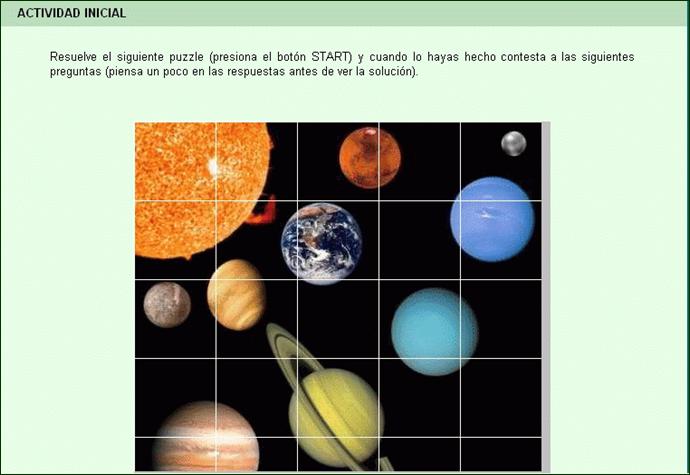 ACTIVIDAD INICIAL
Resuelve el siguiente puzzle (presiona el botón START) y cuando lo hayas hecho contesta a las siguientes
preguntas (piensa un poco en las respuestas antes de ver la solución).